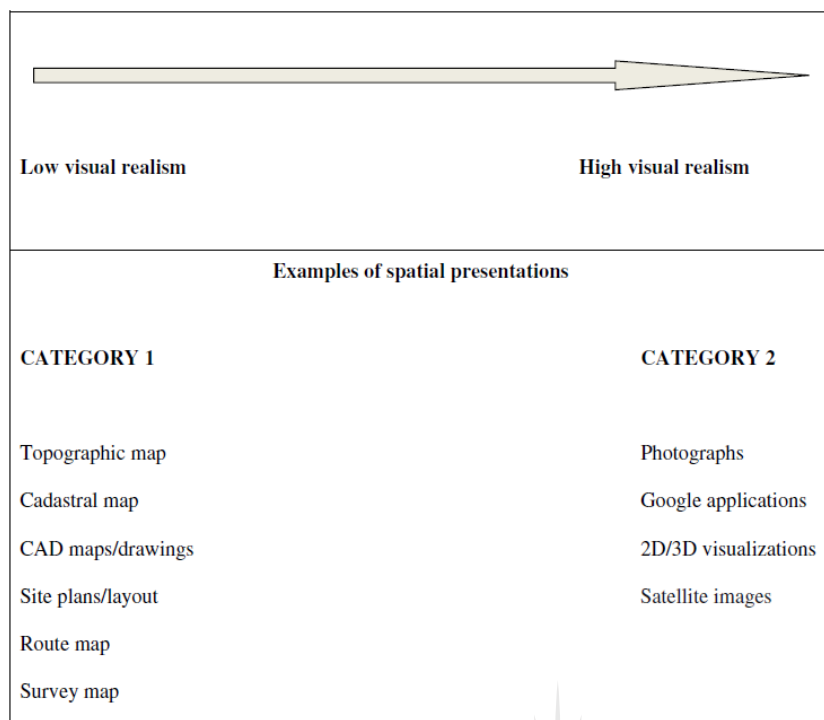 Low visual realism High visual realism
Examples of spatial presentations
CATEGORY 1 CATEGORY 2
Topographic map Photographs
Cadastral map Google applications
CAD maps/drawings 2D/3D visualizations
Site plans/layout Satellite images
Route map
Survey map